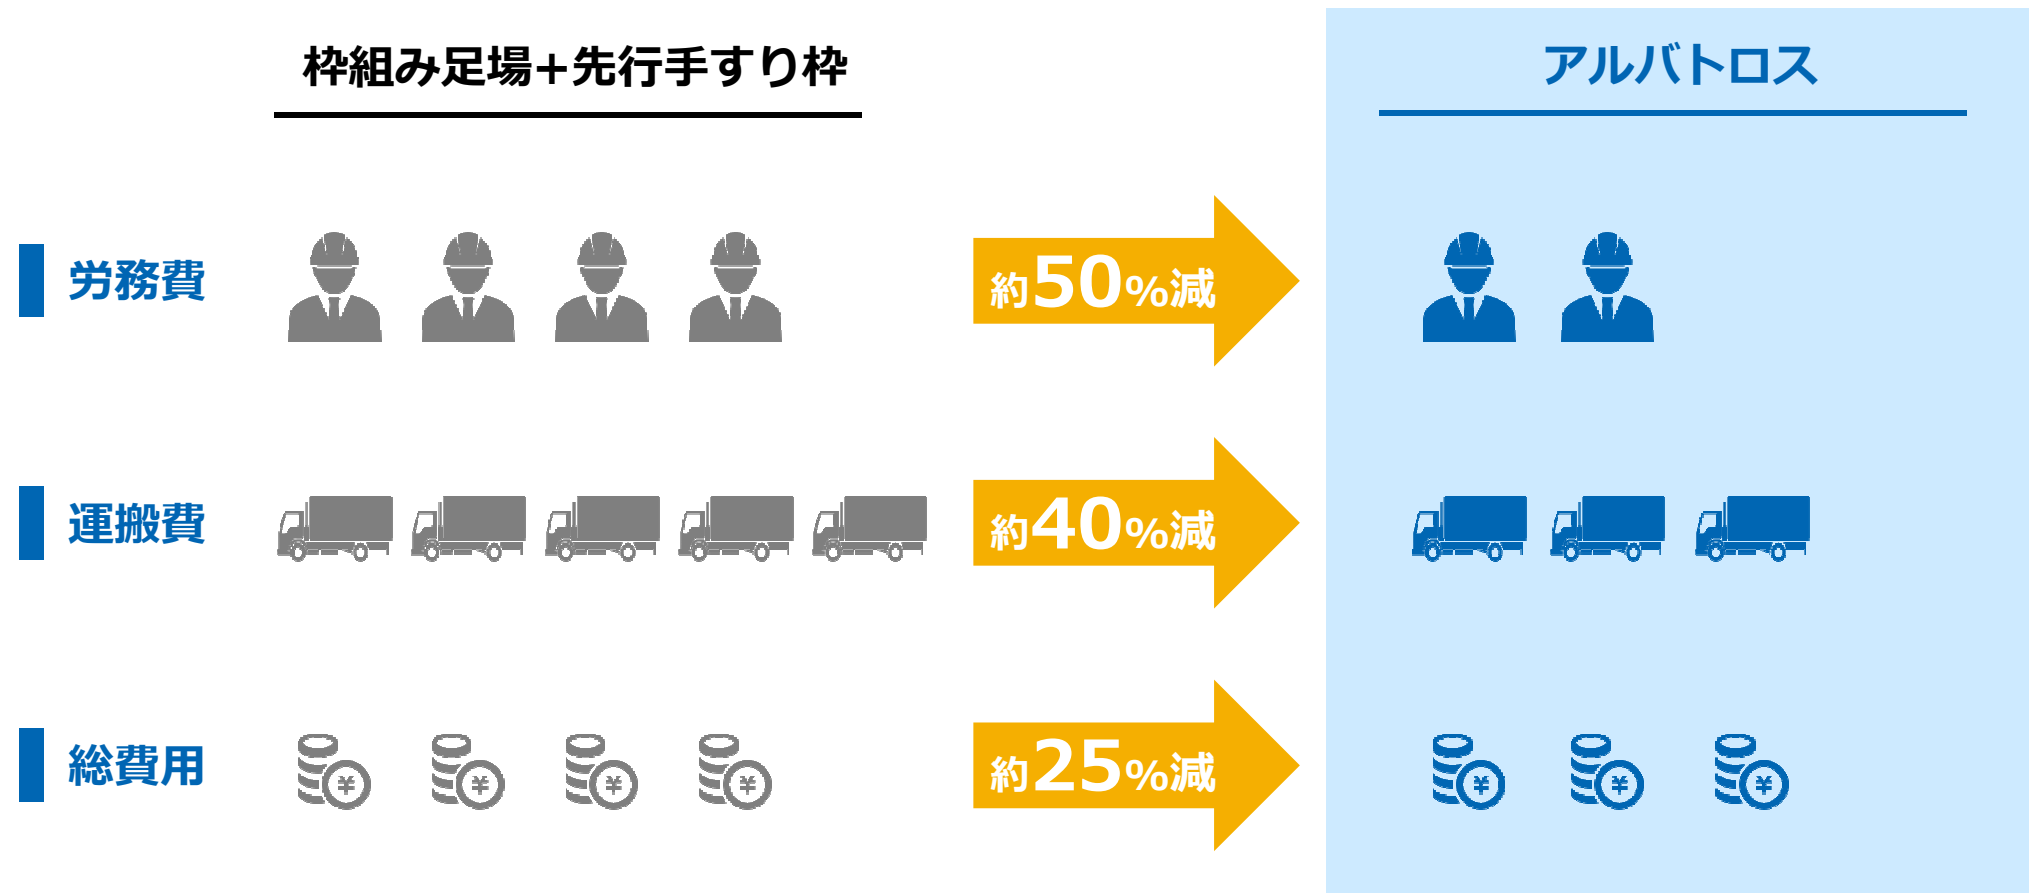 枠組み足場+先行手すり枠
アルバトロス
労務費
約50%減
運搬費
約40%減
総費用
¥
¥
¥
¥
約25%減
¥
¥
¥